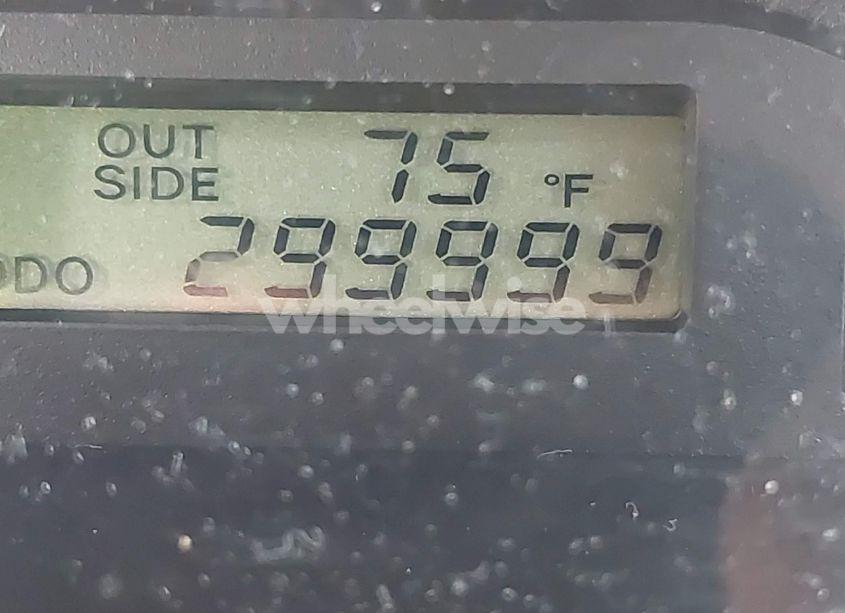 OUT SIDE 75 °F
ODO 299999
wheelwise